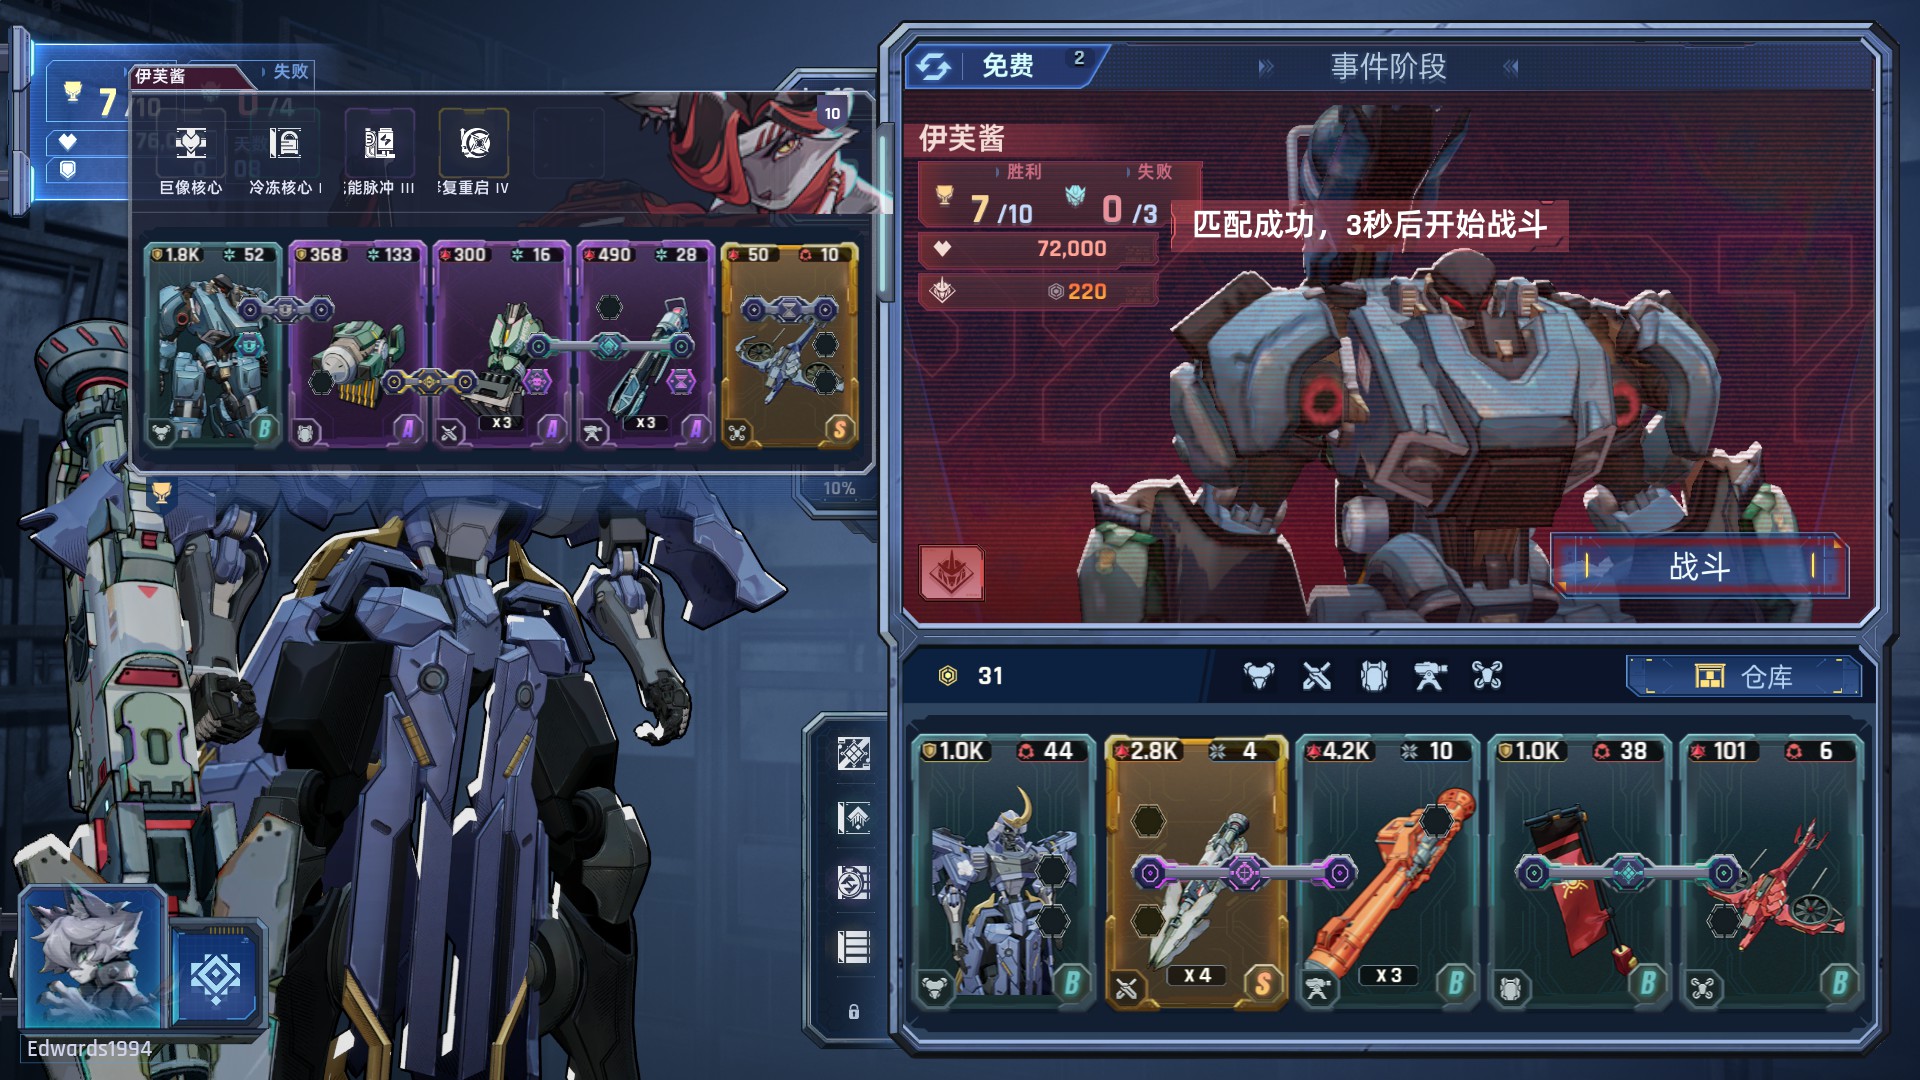 伊芙酱
失败
7/10
0/4
10
巨像核心
冷冻核心 I
能脉冲 III
复重启 IV
1.8K 52
368 133
300 16
490 28
50 10
B
x3 A
x3 A
A
S
10%
Edwards1994
免费 2
事件阶段
伊芙酱
胜利 失败
7/10 0/3
72,000
220
匹配成功，3秒后开始战斗
战斗
31
仓库
1.0K 44
2.8K 4
4.2K 10
1.0K 38
101 6
B
x4 S
x3 B
B
B